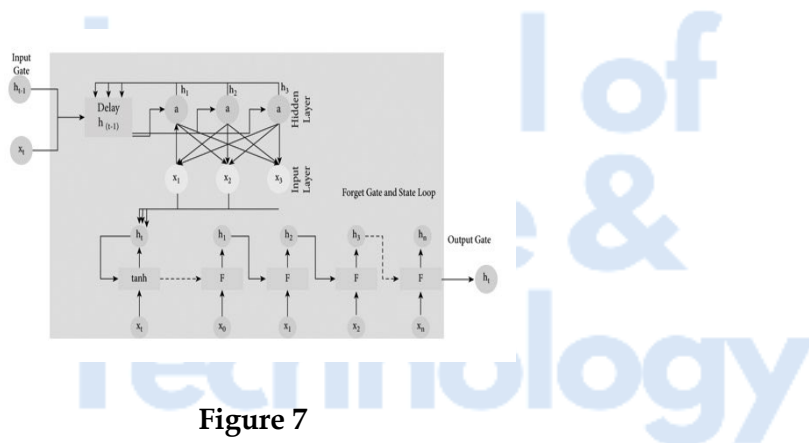 l of
e &
Technology
Input
Gate
h_{t-1}
x_t
Delay
h (t-1)
h_1 h_2 h_3
a a a
Hidden
Layer
x_1 x_2 x_3
Input
Layer
Forget Gate and State Loop
h_t h_1 h_2 h_3 h_n
Output Gate
tanh F F F F
h_t
x_t x_0 x_1 x_2 x_n
Figure 7